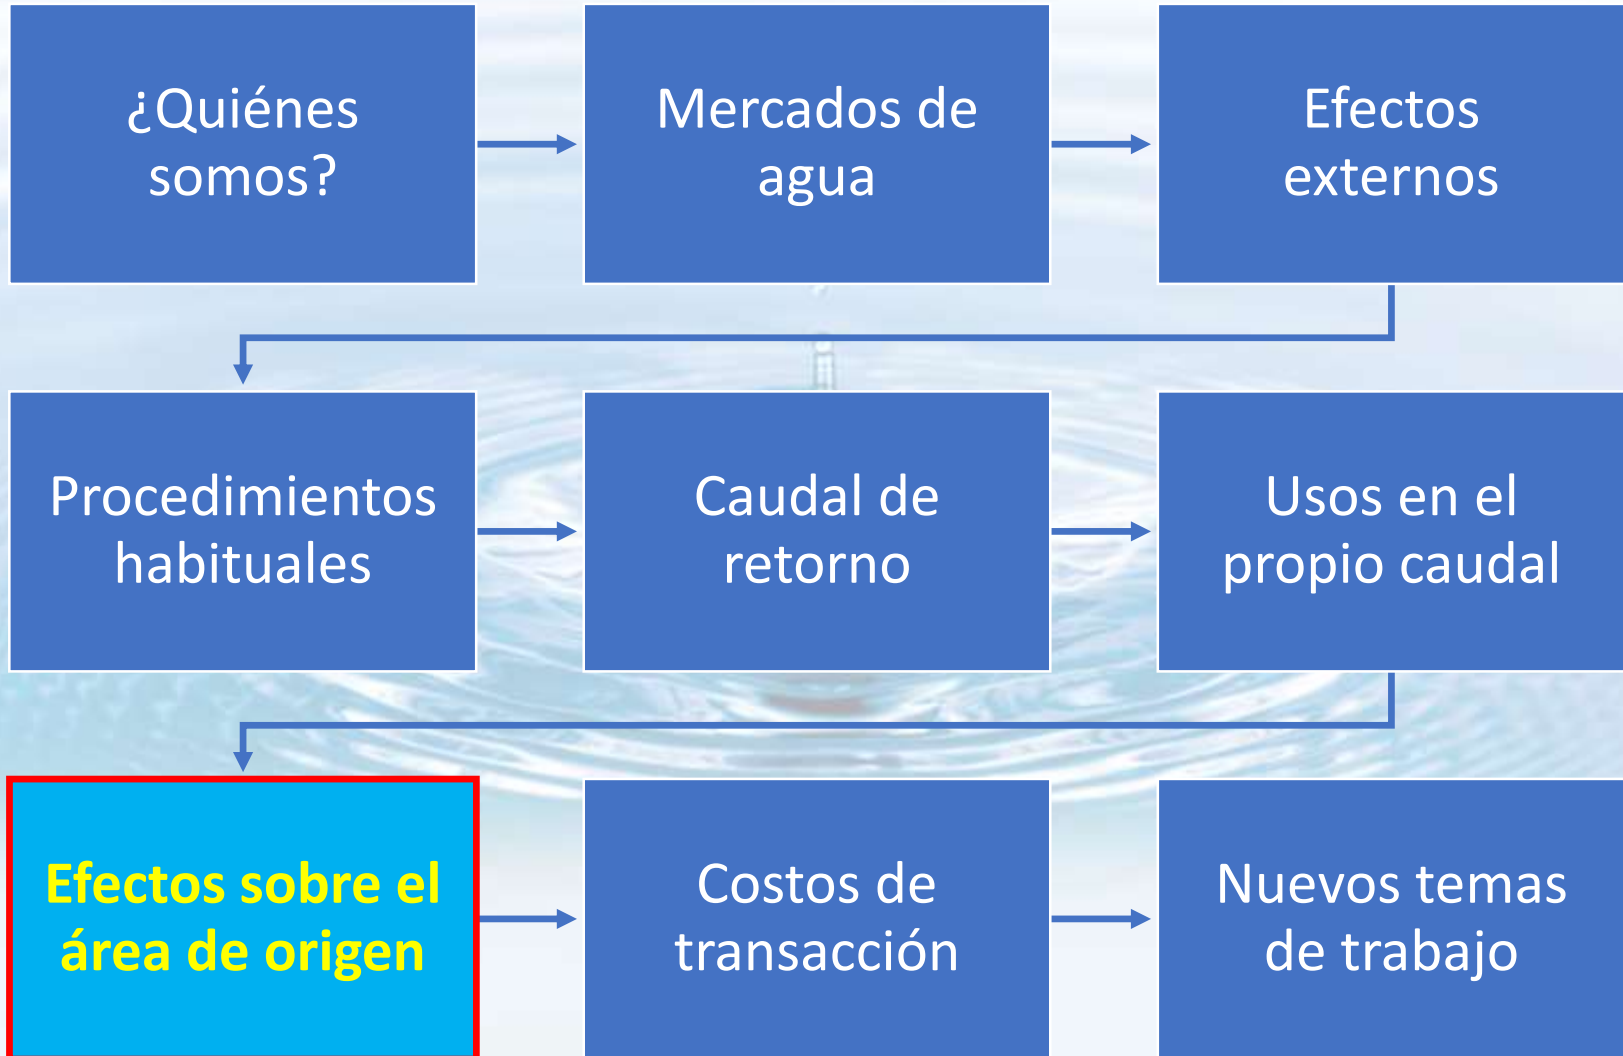 ¿Quiénes
somos?
Mercados de
agua
Efectos
externos
Procedimientos
habituales
Caudal de
retorno
Usos en el
propio caudal
Efectos sobre el
área de origen
Costos de
transacción
Nuevos temas
de trabajo